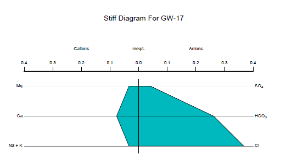 Stiff Diagram For GW-17
Cations meq/L Anions
0.4 0.3 0.2 0.1 0.0 0.1 0.2 0.3 0.4
Mg SO4
Ca HCO3
Na + K Cl